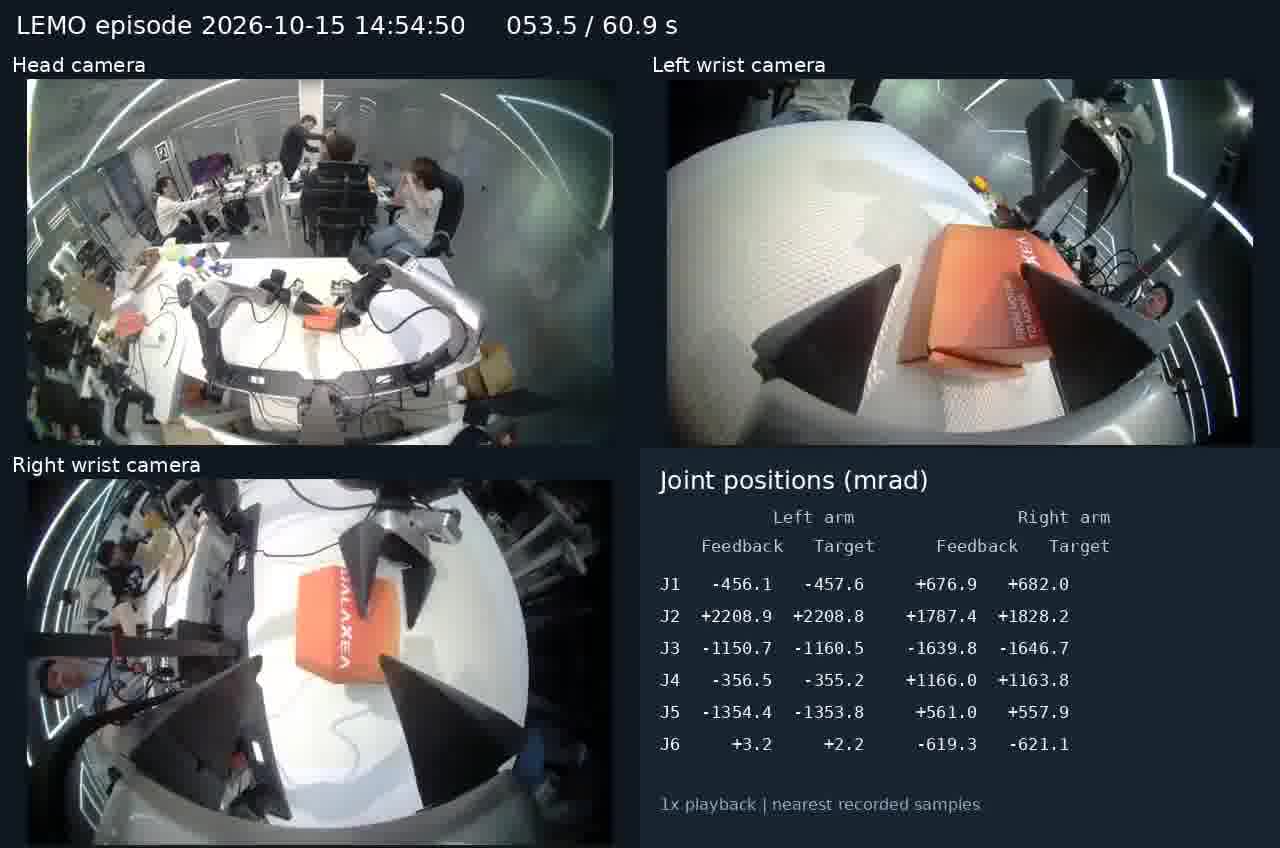 LEMO episode 2026-10-15 14:54:50 053.5 / 60.9 s
Head camera
Left wrist camera
Right wrist camera
GALAXEA
Joint positions (mrad)
Left arm Right arm
Feedback Target Feedback Target
J1 -456.1 -457.6 +676.9 +682.0
J2 +2208.9 +2208.8 +1787.4 +1828.2
J3 -1150.7 -1160.5 -1639.8 -1646.7
J4 -356.5 -355.2 +1166.0 +1163.8
J5 -1354.4 -1353.8 +561.0 +557.9
J6 +3.2 +2.2 -619.3 -621.1
1x playback | nearest recorded samples